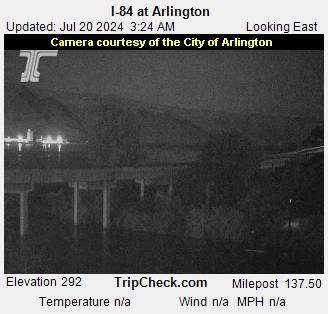 I-84 at Arlington
Updated: Jul 20 2024 3:24 AM Looking East
Camera courtesy of the City of Arlington
Elevation 292 TripCheck.com Milepost 137.50
Temperature n/a Wind n/a MPH n/a